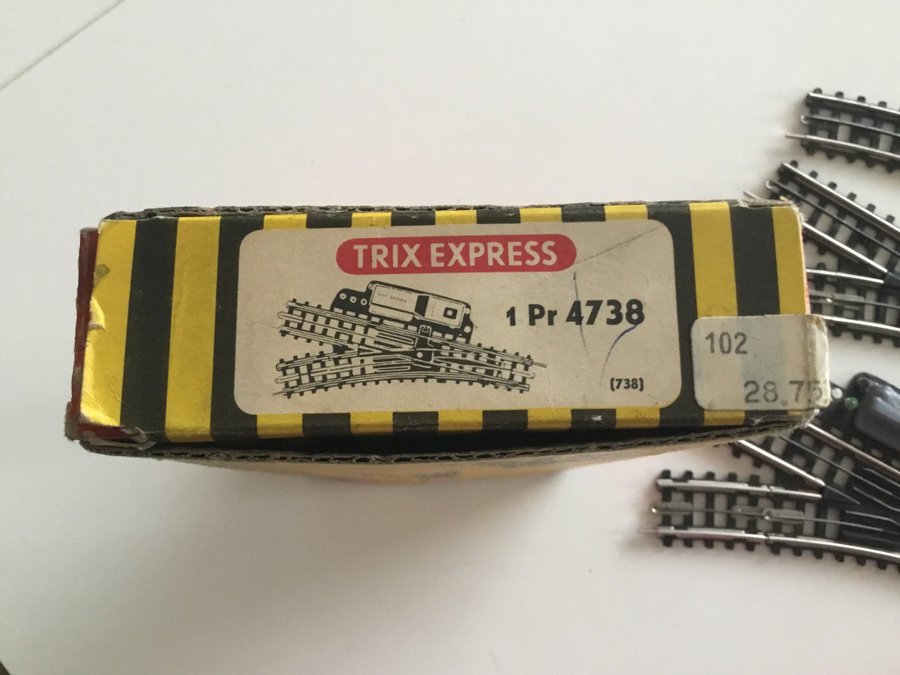 TRIX EXPRESS
1 Pr 4738
(738)
102
28.75